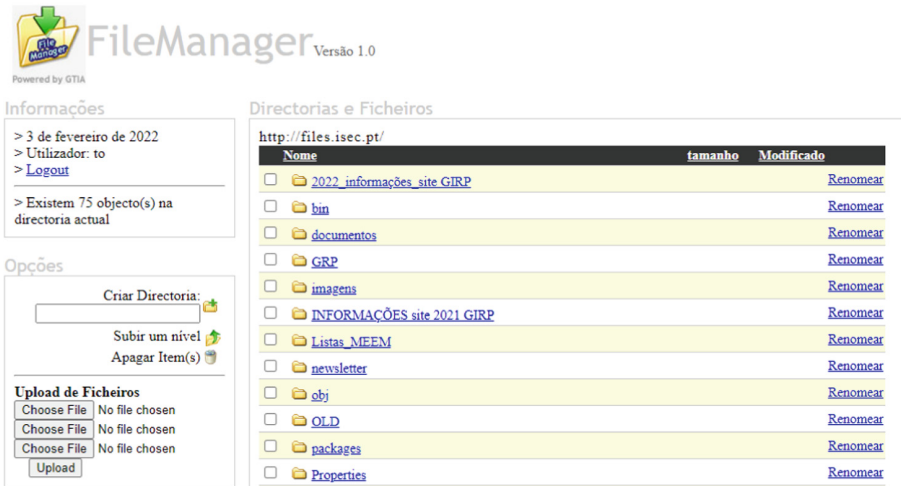 File
Manager
FileManager Versão 1.0
Powered by GTIA
Informações
> 3 de fevereiro de 2022
> Utilizador: to
> Logout
> Existem 75 objecto(s) na
directoria actual
Opções
Criar Directoria:
Subir um nível
Apagar Item(s)
Upload de Ficheiros
Choose File No file chosen
Choose File No file chosen
Choose File No file chosen
Upload
Directorias e Ficheiros
http://files.isec.pt/
Nome tamanho Modificado
2022_informações_site GIRP Renomear
bin Renomear
documentos Renomear
GRP Renomear
imagens Renomear
INFORMAÇÕES site 2021 GIRP Renomear
Listas_MEEM Renomear
newsletter Renomear
obj Renomear
OLD Renomear
packages Renomear
Properties Renomear